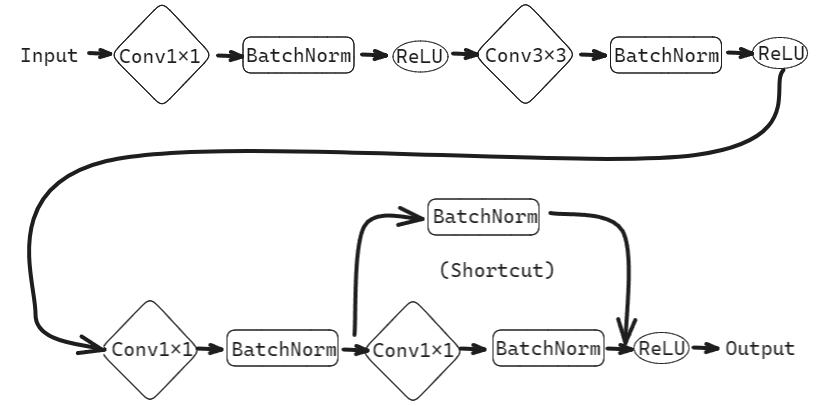 Input Conv1×1 BatchNorm ReLU Conv3×3 BatchNorm ReLU
BatchNorm
(Shortcut)
Conv1×1 BatchNorm Conv1×1 BatchNorm ReLU Output